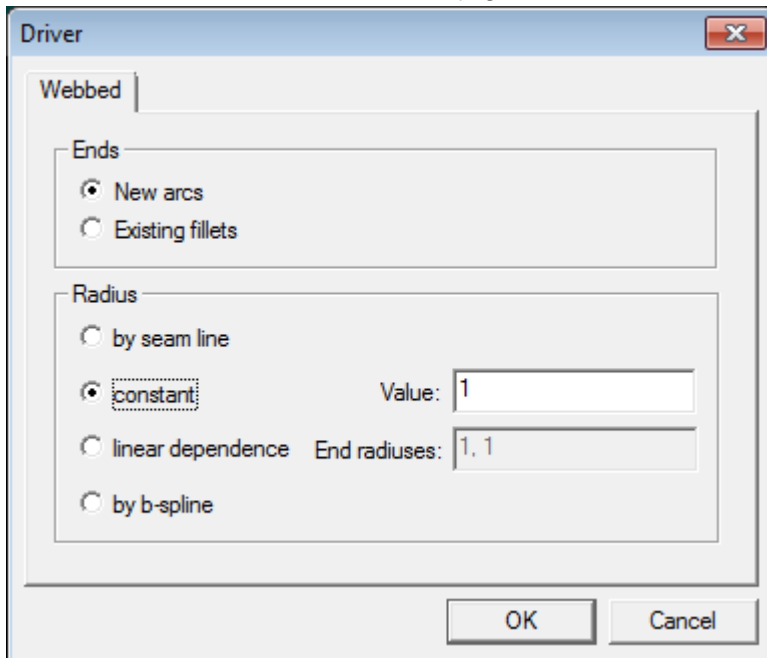 Driver
Webbed
Ends
New arcs
Existing fillets
Radius
by seam line
constant Value: 1
linear dependence End radiuses: 1, 1
by b-spline
OK Cancel